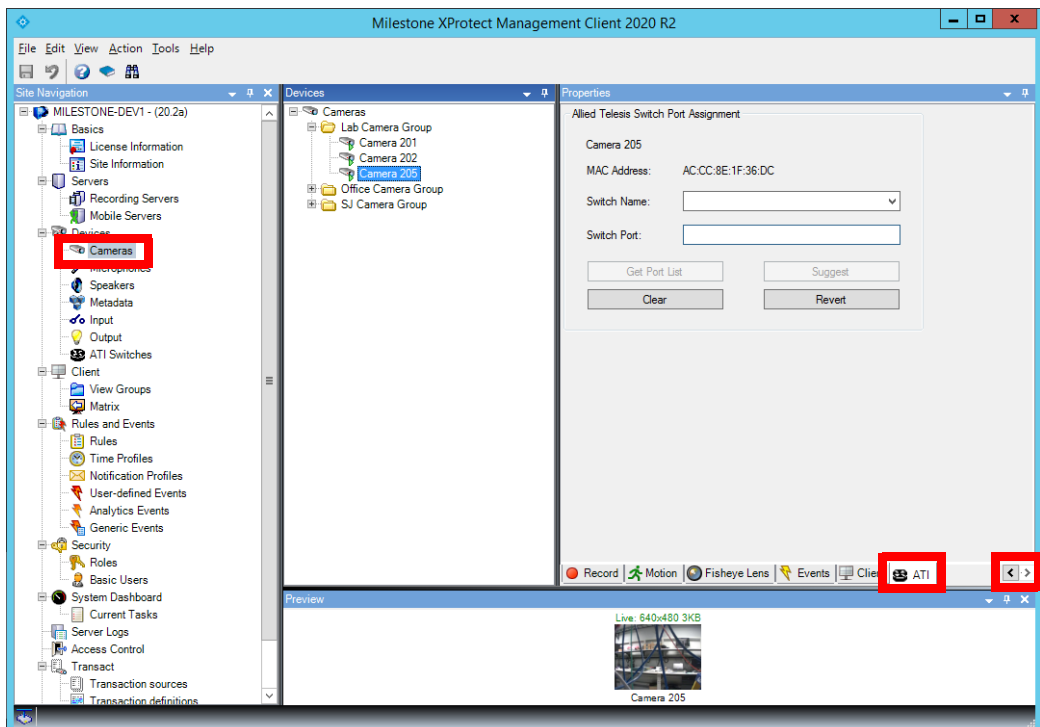 Milestone XProtect Management Client 2020 R2
File Edit View Action Tools Help
Site Navigation
MILESTONE-DEV1 - (20.2a)
Basics
License Information
Site Information
Servers
Recording Servers
Mobile Servers
Devices
Cameras
Microphones
Speakers
Metadata
Input
Output
ATI Switches
Client
View Groups
Matrix
Rules and Events
Rules
Time Profiles
Notification Profiles
User-defined Events
Analytics Events
Generic Events
Security
Roles
Basic Users
System Dashboard
Current Tasks
Server Logs
Access Control
Transact
Transaction sources
Transaction definitions
Devices
Cameras
Lab Camera Group
Camera 201
Camera 202
Camera 205
Office Camera Group
SJ Camera Group
Properties
Allied Telesis Switch Port Assignment
Camera 205
MAC Address: AC:CC:8E:1F:36:DC
Switch Name:
Switch Port:
Get Port List Suggest
Clear Revert
Record Motion Fisheye Lens Events Clien ATI
Preview
Live: 640x480 3KB
Camera 205